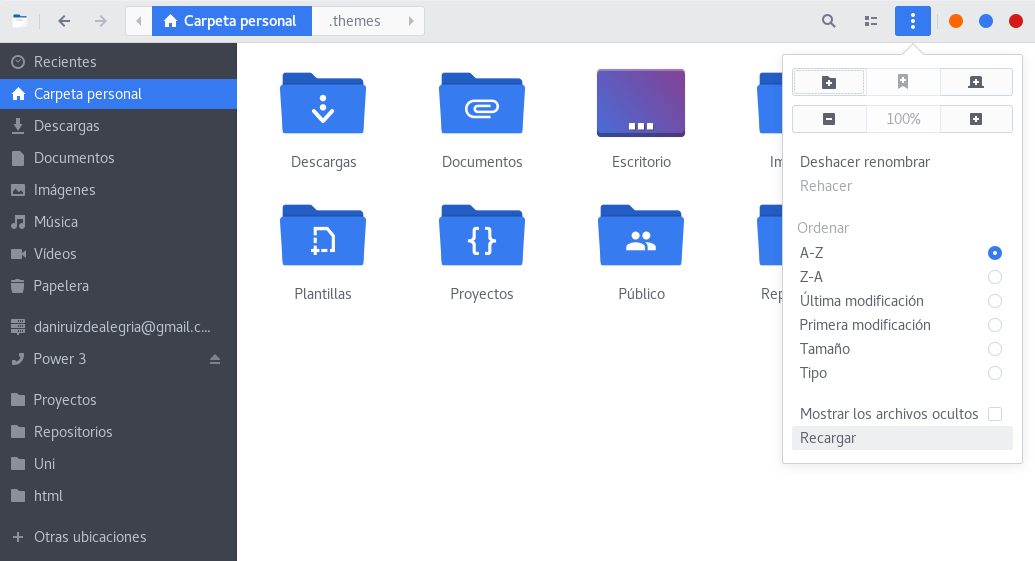 Carpeta personal
.themes
Recientes
Carpeta personal
Descargas
Documentos
Imágenes
Música
Vídeos
Papelera
daniruizdealegria@gmail.c...
Power 3
Proyectos
Repositorios
Uni
html
Otras ubicaciones
Descargas
Documentos
Escritorio
Im
Plantillas
Proyectos
Público
Rep
100%
Deshacer renombrar
Rehacer
Ordenar
A-Z
Z-A
Última modificación
Primera modificación
Tamaño
Tipo
Mostrar los archivos ocultos
Recargar